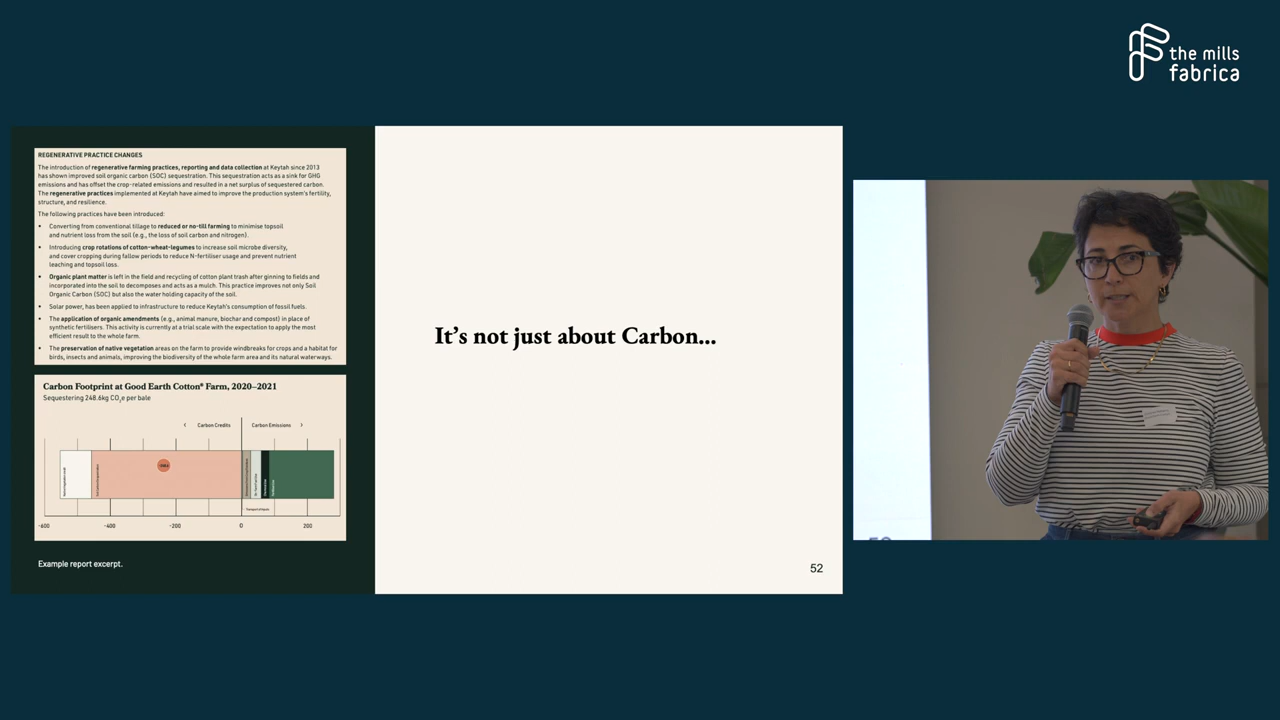 the mills
fabrica
REGENERATIVE PRACTICE CHANGES
The introduction of regenerative farming practices, reporting and data collection at Keytah since 2013
has shown improved soil organic carbon (SOC) sequestration. This sequestration acts as a sink for GHG
emissions and has offset the crop-related emissions and resulted in a net surplus of sequestered carbon.
The regenerative practices implemented at Keytah have aimed to improve the production system's fertility,
structure, and resilience.
The following practices have been introduced:
• Converting from conventional tillage to reduced or no-till farming to minimise topsoil
and nutrient loss from the soil (e.g., the loss of soil carbon and nitrogen).
• Introducing crop rotations of cotton-wheat-legumes to increase soil microbe diversity,
and cover cropping during fallow periods to reduce N-fertiliser usage and prevent nutrient
leaching and topsoil loss.
• Organic plant matter is left in the field and recycling of cotton plant trash after ginning to fields and
incorporated into the soil to decomposes and acts as a mulch. This practice improves not only Soil
Organic Carbon (SOC) but also the water holding capacity of the soil.
• Solar power, has been applied to infrastructure to reduce Keytah's consumption of fossil fuels.
• The application of organic amendments (e.g., animal manure, biochar and compost) in place of
synthetic fertilisers. This activity is currently at a trial scale with the expectation to apply the most
efficient result to the whole farm.
• The preservation of native vegetation areas on the farm to provide windbreaks for crops and a habitat for
birds, insects and animals, improving the biodiversity of the whole farm area and its natural waterways.
Carbon Footprint at Good Earth Cotton® Farm, 2020–2021
Sequestering 248.6kg CO₂e per bale
‹ Carbon Credits Carbon Emissions ›
-600 -400 -200 0 200
Example report excerpt.
It's not just about Carbon...
52